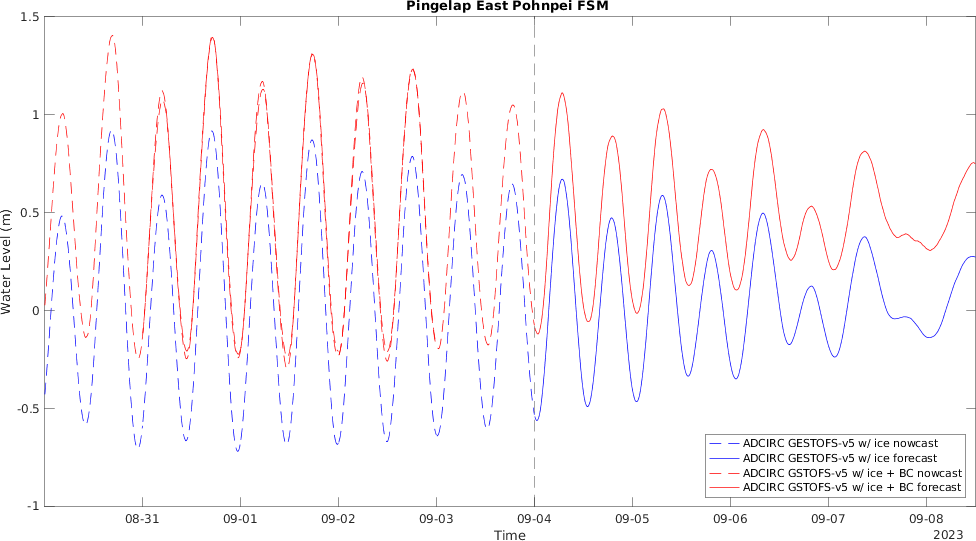 Pingelap East Pohnpei FSM
1.5
1
0.5
0
-0.5
-1
Water Level (m)
08-31
09-01
09-02
09-03
09-04
09-05
09-06
09-07
09-08
Time
2023
ADCIRC GESTOFS-v5 w/ ice nowcast
ADCIRC GESTOFS-v5 w/ ice forecast
ADCIRC GSTOFS-v5 w/ ice + BC nowcast
ADCIRC GSTOFS-v5 w/ ice + BC forecast